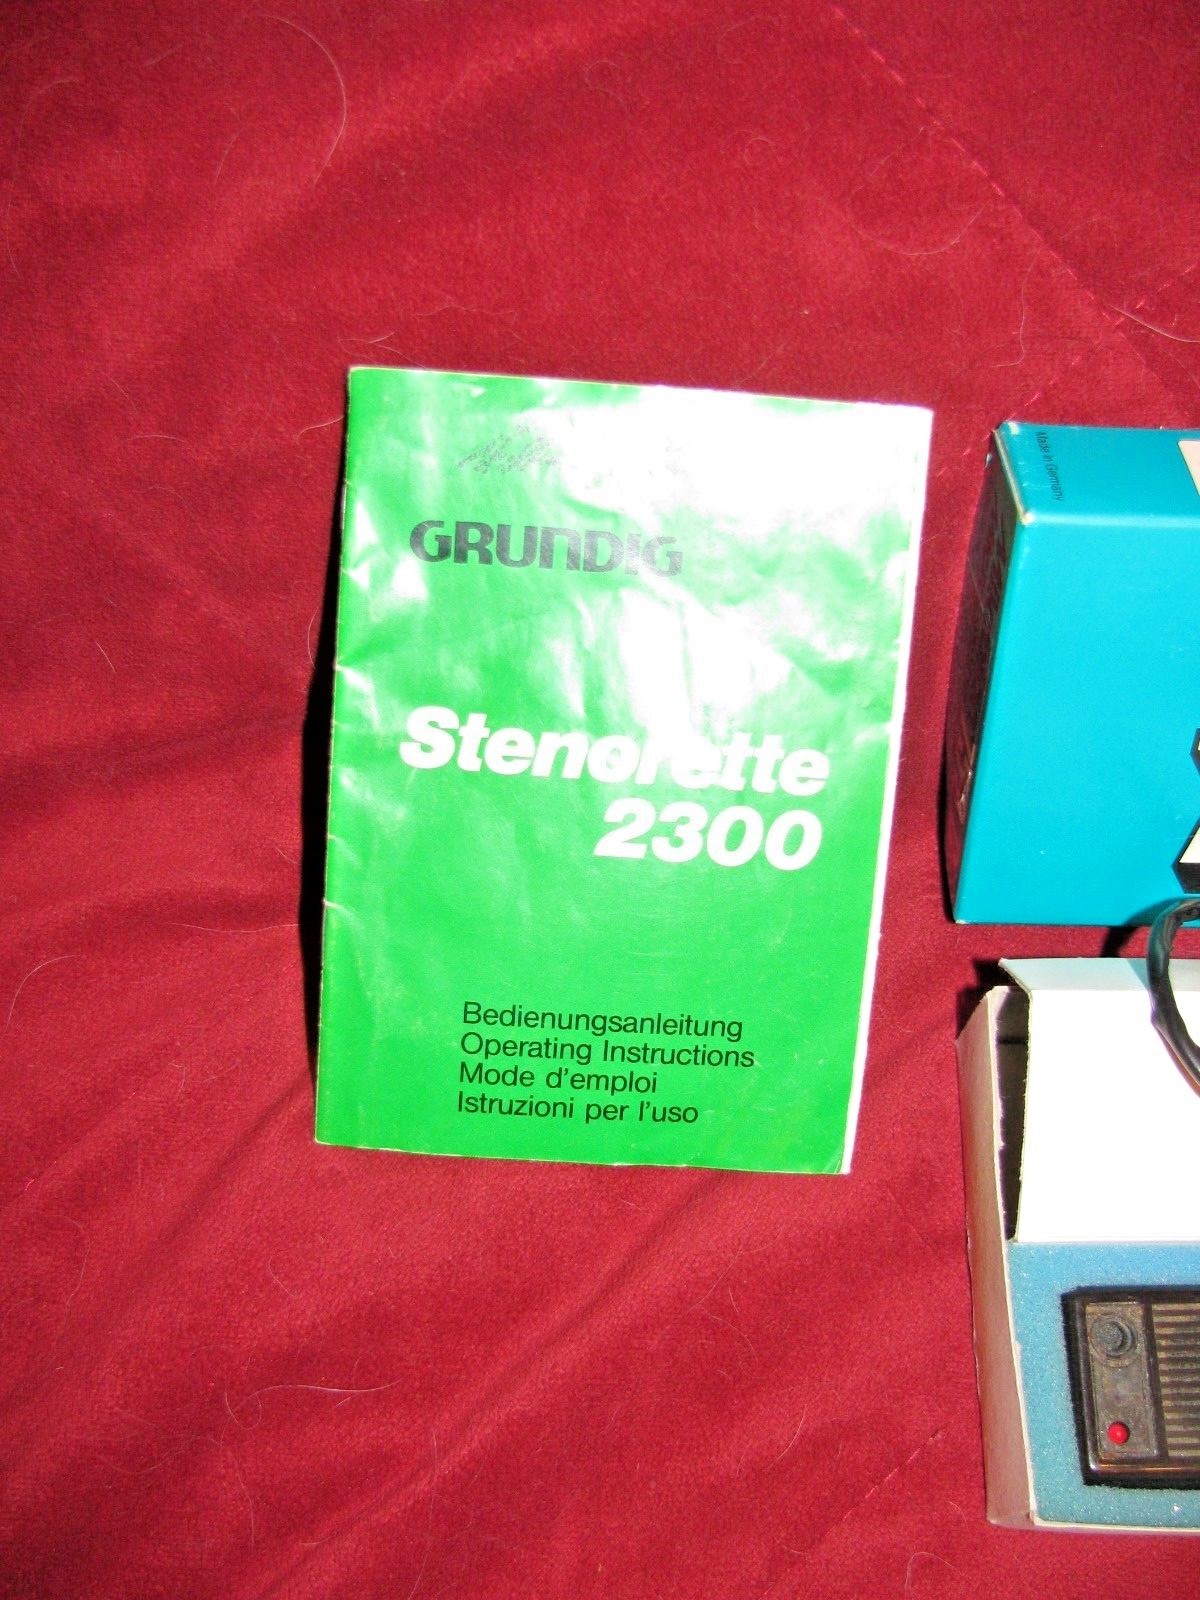 GRUNDIG
Stenorette
2300
Bedienungsanleitung
Operating Instructions
Mode d'emploi
Istruzioni per l'uso
Made in Germany